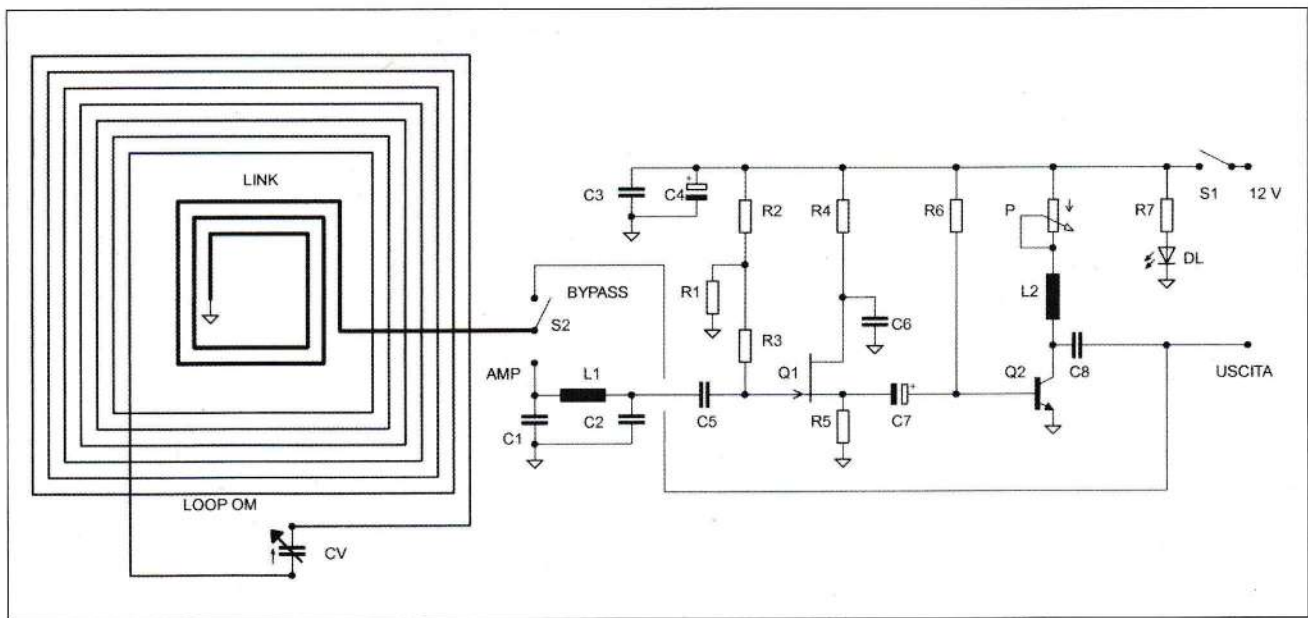 LINK
LOOP OM
CV
BYPASS
S2
AMP
L1
C1
C2
C3
C4
+
R2
R1
R3
C5
R4
C6
Q1
R5
C7
+
R6
P
L2
Q2
C8
R7
DL
S1
12 V
USCITA